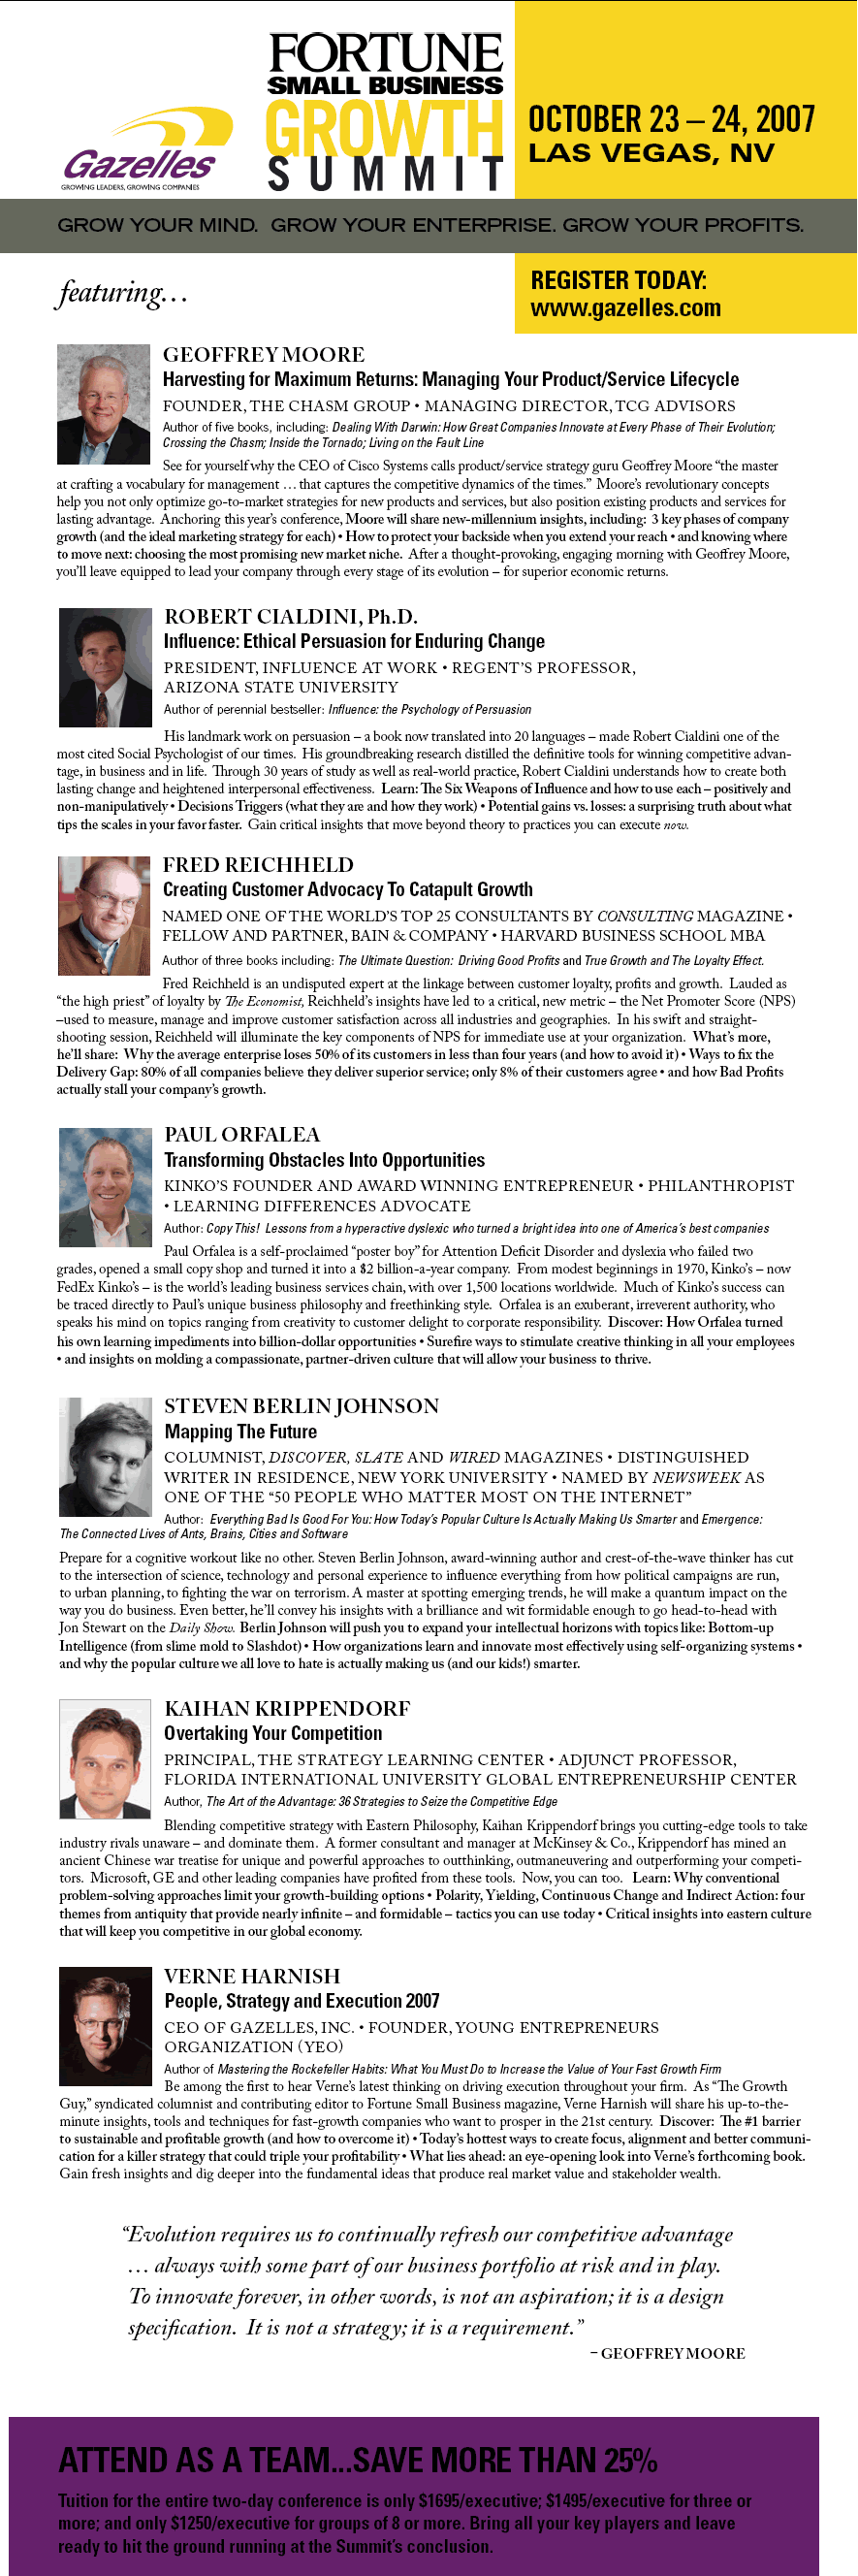 Gazelles
GROWING LEADERS, GROWING COMPANIES
FORTUNE
SMALL BUSINESS
GROWTH
SUMMIT
OCTOBER 23 – 24, 2007
LAS VEGAS, NV
GROW YOUR MIND. GROW YOUR ENTERPRISE. GROW YOUR PROFITS.
featuring…
REGISTER TODAY:
www.gazelles.com
GEOFFREY MOORE
Harvesting for Maximum Returns: Managing Your Product/Service Lifecycle
FOUNDER, THE CHASM GROUP • MANAGING DIRECTOR, TCG ADVISORS
Author of five books, including: Dealing With Darwin: How Great Companies Innovate at Every Phase of Their Evolution;
Crossing the Chasm; Inside the Tornado; Living on the Fault Line
See for yourself why the CEO of Cisco Systems calls product/service strategy guru Geoffrey Moore “the master
at crafting a vocabulary for management … that captures the competitive dynamics of the times.” Moore’s revolutionary concepts
help you not only optimize go-to-market strategies for new products and services, but also position existing products and services for
lasting advantage. Anchoring this year’s conference, Moore will share new-millennium insights, including: 3 key phases of company
growth (and the ideal marketing strategy for each) • How to protect your backside when you extend your reach • and knowing where
to move next: choosing the most promising new market niche. After a thought-provoking, engaging morning with Geoffrey Moore,
you’ll leave equipped to lead your company through every stage of its evolution – for superior economic returns.
ROBERT CIALDINI, Ph.D.
Influence: Ethical Persuasion for Enduring Change
PRESIDENT, INFLUENCE AT WORK • REGENT’S PROFESSOR,
ARIZONA STATE UNIVERSITY
Author of perennial bestseller: Influence: the Psychology of Persuasion
His landmark work on persuasion – a book now translated into 20 languages – made Robert Cialdini one of the
most cited Social Psychologist of our times. His groundbreaking research distilled the definitive tools for winning competitive advan-
tage, in business and in life. Through 30 years of study as well as real-world practice, Robert Cialdini understands how to create both
lasting change and heightened interpersonal effectiveness. Learn: The Six Weapons of Influence and how to use each – positively and
non-manipulatively • Decisions Triggers (what they are and how they work) • Potential gains vs. losses: a surprising truth about what
tips the scales in your favor faster. Gain critical insights that move beyond theory to practices you can execute now.
FRED REICHHELD
Creating Customer Advocacy To Catapult Growth
NAMED ONE OF THE WORLD’S TOP 25 CONSULTANTS BY CONSULTING MAGAZINE •
FELLOW AND PARTNER, BAIN & COMPANY • HARVARD BUSINESS SCHOOL MBA
Author of three books including: The Ultimate Question: Driving Good Profits and True Growth and The Loyalty Effect.
Fred Reichheld is an undisputed expert at the linkage between customer loyalty, profits and growth. Lauded as
“the high priest” of loyalty by The Economist, Reichheld’s insights have led to a critical, new metric – the Net Promoter Score (NPS)
–used to measure, manage and improve customer satisfaction across all industries and geographies. In his swift and straight-
shooting session, Reichheld will illuminate the key components of NPS for immediate use at your organization. What’s more,
he’ll share: Why the average enterprise loses 50% of its customers in less than four years (and how to avoid it) • Ways to fix the
Delivery Gap: 80% of all companies believe they deliver superior service; only 8% of their customers agree • and how Bad Profits
actually stall your company’s growth.
PAUL ORFALEA
Transforming Obstacles Into Opportunities
KINKO’S FOUNDER AND AWARD WINNING ENTREPRENEUR • PHILANTHROPIST
• LEARNING DIFFERENCES ADVOCATE
Author: Copy This! Lessons from a hyperactive dyslexic who turned a bright idea into one of America’s best companies
Paul Orfalea is a self-proclaimed “poster boy” for Attention Deficit Disorder and dyslexia who failed two
grades, opened a small copy shop and turned it into a $2 billion-a-year company. From modest beginnings in 1970, Kinko’s – now
FedEx Kinko’s – is the world’s leading business services chain, with over 1,500 locations worldwide. Much of Kinko’s success can
be traced directly to Paul’s unique business philosophy and freethinking style. Orfalea is an exuberant, irreverent authority, who
speaks his mind on topics ranging from creativity to customer delight to corporate responsibility. Discover: How Orfalea turned
his own learning impediments into billion-dollar opportunities • Surefire ways to stimulate creative thinking in all your employees
• and insights on molding a compassionate, partner-driven culture that will allow your business to thrive.
STEVEN BERLIN JOHNSON
Mapping The Future
COLUMNIST, DISCOVER, SLATE AND WIRED MAGAZINES • DISTINGUISHED
WRITER IN RESIDENCE, NEW YORK UNIVERSITY • NAMED BY NEWSWEEK AS
ONE OF THE “50 PEOPLE WHO MATTER MOST ON THE INTERNET”
Author: Everything Bad Is Good For You: How Today’s Popular Culture Is Actually Making Us Smarter and Emergence:
The Connected Lives of Ants, Brains, Cities and Software
Prepare for a cognitive workout like no other. Steven Berlin Johnson, award-winning author and crest-of-the-wave thinker has cut
to the intersection of science, technology and personal experience to influence everything from how political campaigns are run,
to urban planning, to fighting the war on terrorism. A master at spotting emerging trends, he will make a quantum impact on the
way you do business. Even better, he’ll convey his insights with a brilliance and wit formidable enough to go head-to-head with
Jon Stewart on the Daily Show. Berlin Johnson will push you to expand your intellectual horizons with topics like: Bottom-up
Intelligence (from slime mold to Slashdot) • How organizations learn and innovate most effectively using self-organizing systems •
and why the popular culture we all love to hate is actually making us (and our kids!) smarter.
KAIHAN KRIPPENDORF
Overtaking Your Competition
PRINCIPAL, THE STRATEGY LEARNING CENTER • ADJUNCT PROFESSOR,
FLORIDA INTERNATIONAL UNIVERSITY GLOBAL ENTREPRENEURSHIP CENTER
Author, The Art of the Advantage: 36 Strategies to Seize the Competitive Edge
Blending competitive strategy with Eastern Philosophy, Kaihan Krippendorf brings you cutting-edge tools to take
industry rivals unaware – and dominate them. A former consultant and manager at McKinsey & Co., Krippendorf has mined an
ancient Chinese war treatise for unique and powerful approaches to outthinking, outmaneuvering and outperforming your competi-
tors. Microsoft, GE and other leading companies have profited from these tools. Now, you can too. Learn: Why conventional
problem-solving approaches limit your growth-building options • Polarity, Yielding, Continuous Change and Indirect Action: four
themes from antiquity that provide nearly infinite – and formidable – tactics you can use today • Critical insights into eastern culture
that will keep you competitive in our global economy.
VERNE HARNISH
People, Strategy and Execution 2007
CEO OF GAZELLES, INC. • FOUNDER, YOUNG ENTREPRENEURS
ORGANIZATION (YEO)
Author of Mastering the Rockefeller Habits: What You Must Do to Increase the Value of Your Fast Growth Firm
Be among the first to hear Verne’s latest thinking on driving execution throughout your firm. As “The Growth
Guy,” syndicated columnist and contributing editor to Fortune Small Business magazine, Verne Harnish will share his up-to-the-
minute insights, tools and techniques for fast-growth companies who want to prosper in the 21st century. Discover: The #1 barrier
to sustainable and profitable growth (and how to overcome it) • Today’s hottest ways to create focus, alignment and better communi-
cation for a killer strategy that could triple your profitability • What lies ahead: an eye-opening look into Verne’s forthcoming book.
Gain fresh insights and dig deeper into the fundamental ideas that produce real market value and stakeholder wealth.
“Evolution requires us to continually refresh our competitive advantage
… always with some part of our business portfolio at risk and in play.
To innovate forever, in other words, is not an aspiration; it is a design
specification. It is not a strategy; it is a requirement.”
– GEOFFREY MOORE
ATTEND AS A TEAM...SAVE MORE THAN 25%
Tuition for the entire two-day conference is only $1695/executive; $1495/executive for three or
more; and only $1250/executive for groups of 8 or more. Bring all your key players and leave
ready to hit the ground running at the Summit’s conclusion.